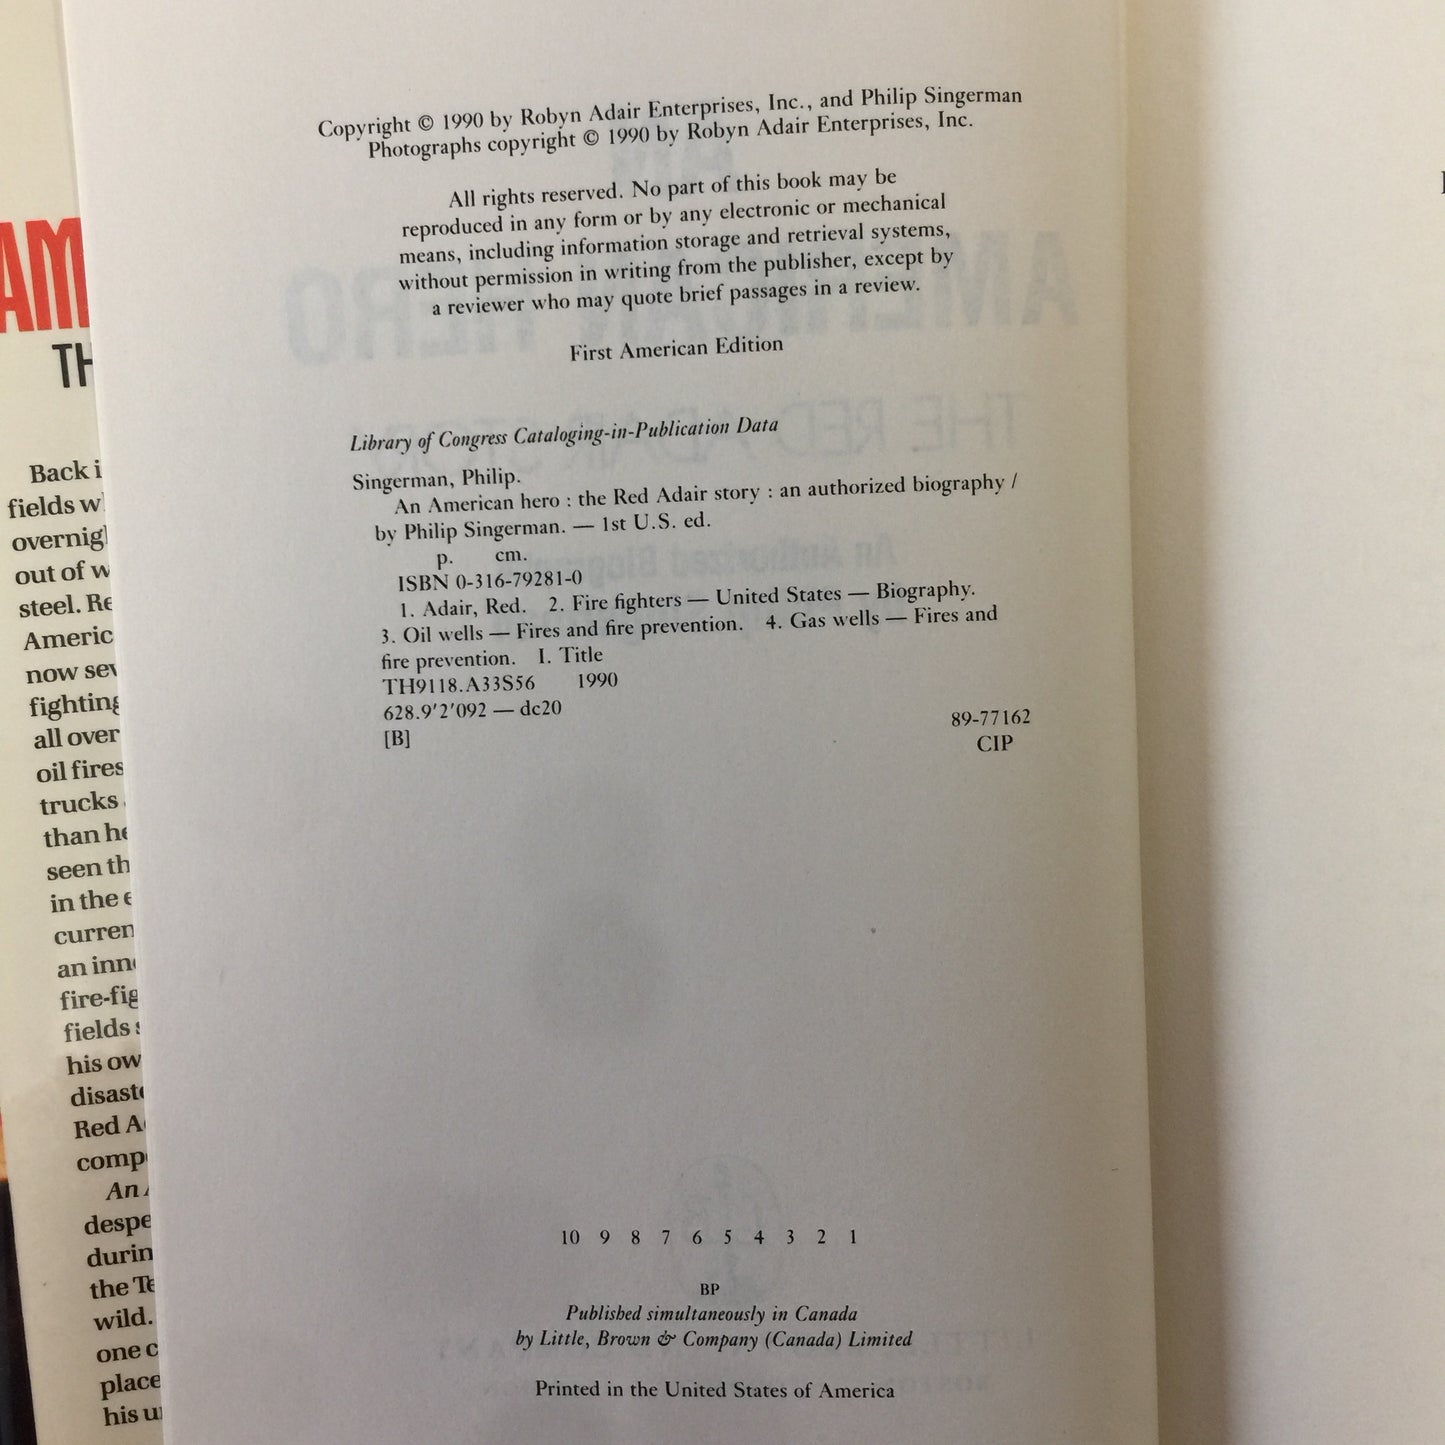 Copyright © 1990 by Robyn Adair Enterprises, Inc., and Philip Singerman
Photographs copyright © 1990 by Robyn Adair Enterprises, Inc.
All rights reserved. No part of this book may be
reproduced in any form or by any electronic or mechanical
means, including information storage and retrieval systems,
without permission in writing from the publisher, except by
a reviewer who may quote brief passages in a review.
First American Edition
Library of Congress Cataloging-in-Publication Data
Singerman, Philip.
An American hero : the Red Adair story : an authorized biography /
by Philip Singerman. — 1st U.S. ed.
p. cm.
ISBN 0-316-79281-0
1. Adair, Red. 2. Fire fighters — United States — Biography.
3. Oil wells — Fires and fire prevention. 4. Gas wells — Fires and
fire prevention. I. Title
TH9118.A33S56 1990
628.9'2'092 — dc20
[B]
89-77162
CIP
10 9 8 7 6 5 4 3 2 1
BP
Published simultaneously in Canada
by Little, Brown & Company (Canada) Limited
Printed in the United States of America
AM
TH
Back i
fields w
overnig
out of w
steel. Re
Americ
now sev
fighting
all over
oil fires
trucks
than he
seen th
in the e
curren
an inn
fire-fig
fields s
his ow
disast
Red A
comp
An
despe
durin
the Te
wild.
one c
place
his u